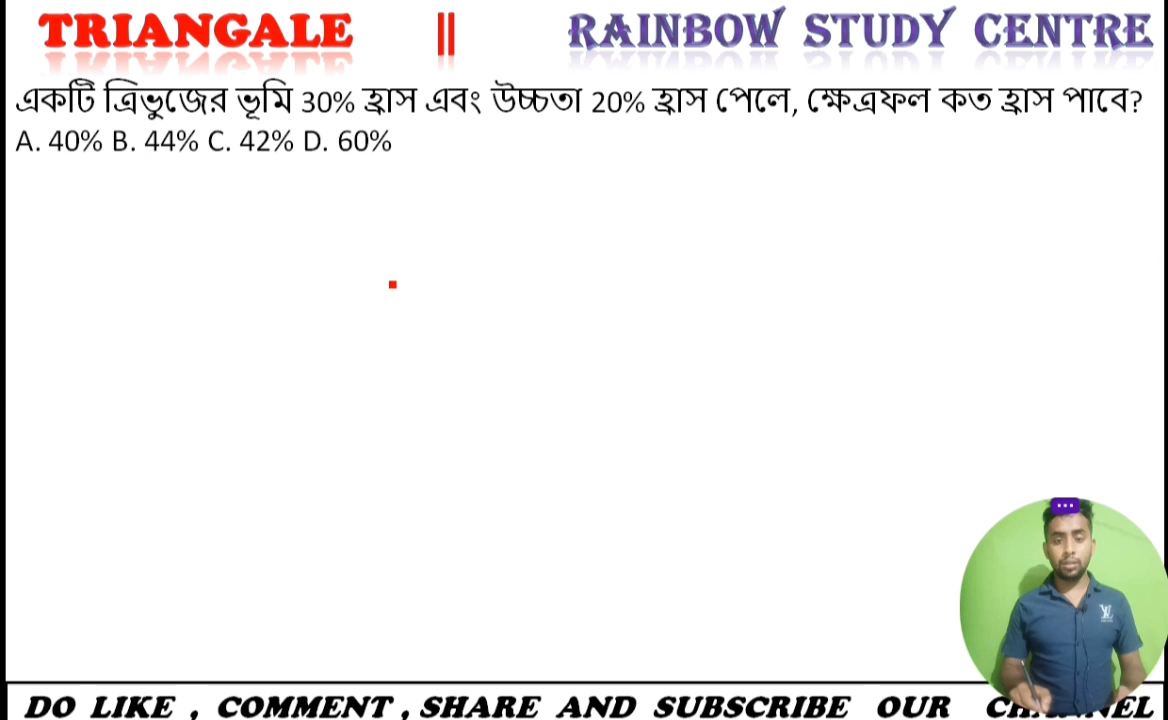 TRIANGALE || RAINBOW STUDY CENTRE
একটি ত্রিভুজের ভূমি 30% হ্রাস এবং উচ্চতা 20% হ্রাস পেলে, ক্ষেত্রফল কত হ্রাস পাবে?
A. 40% B. 44% C. 42% D. 60%
DO LIKE , COMMENT , SHARE AND SUBSCRIBE OUR